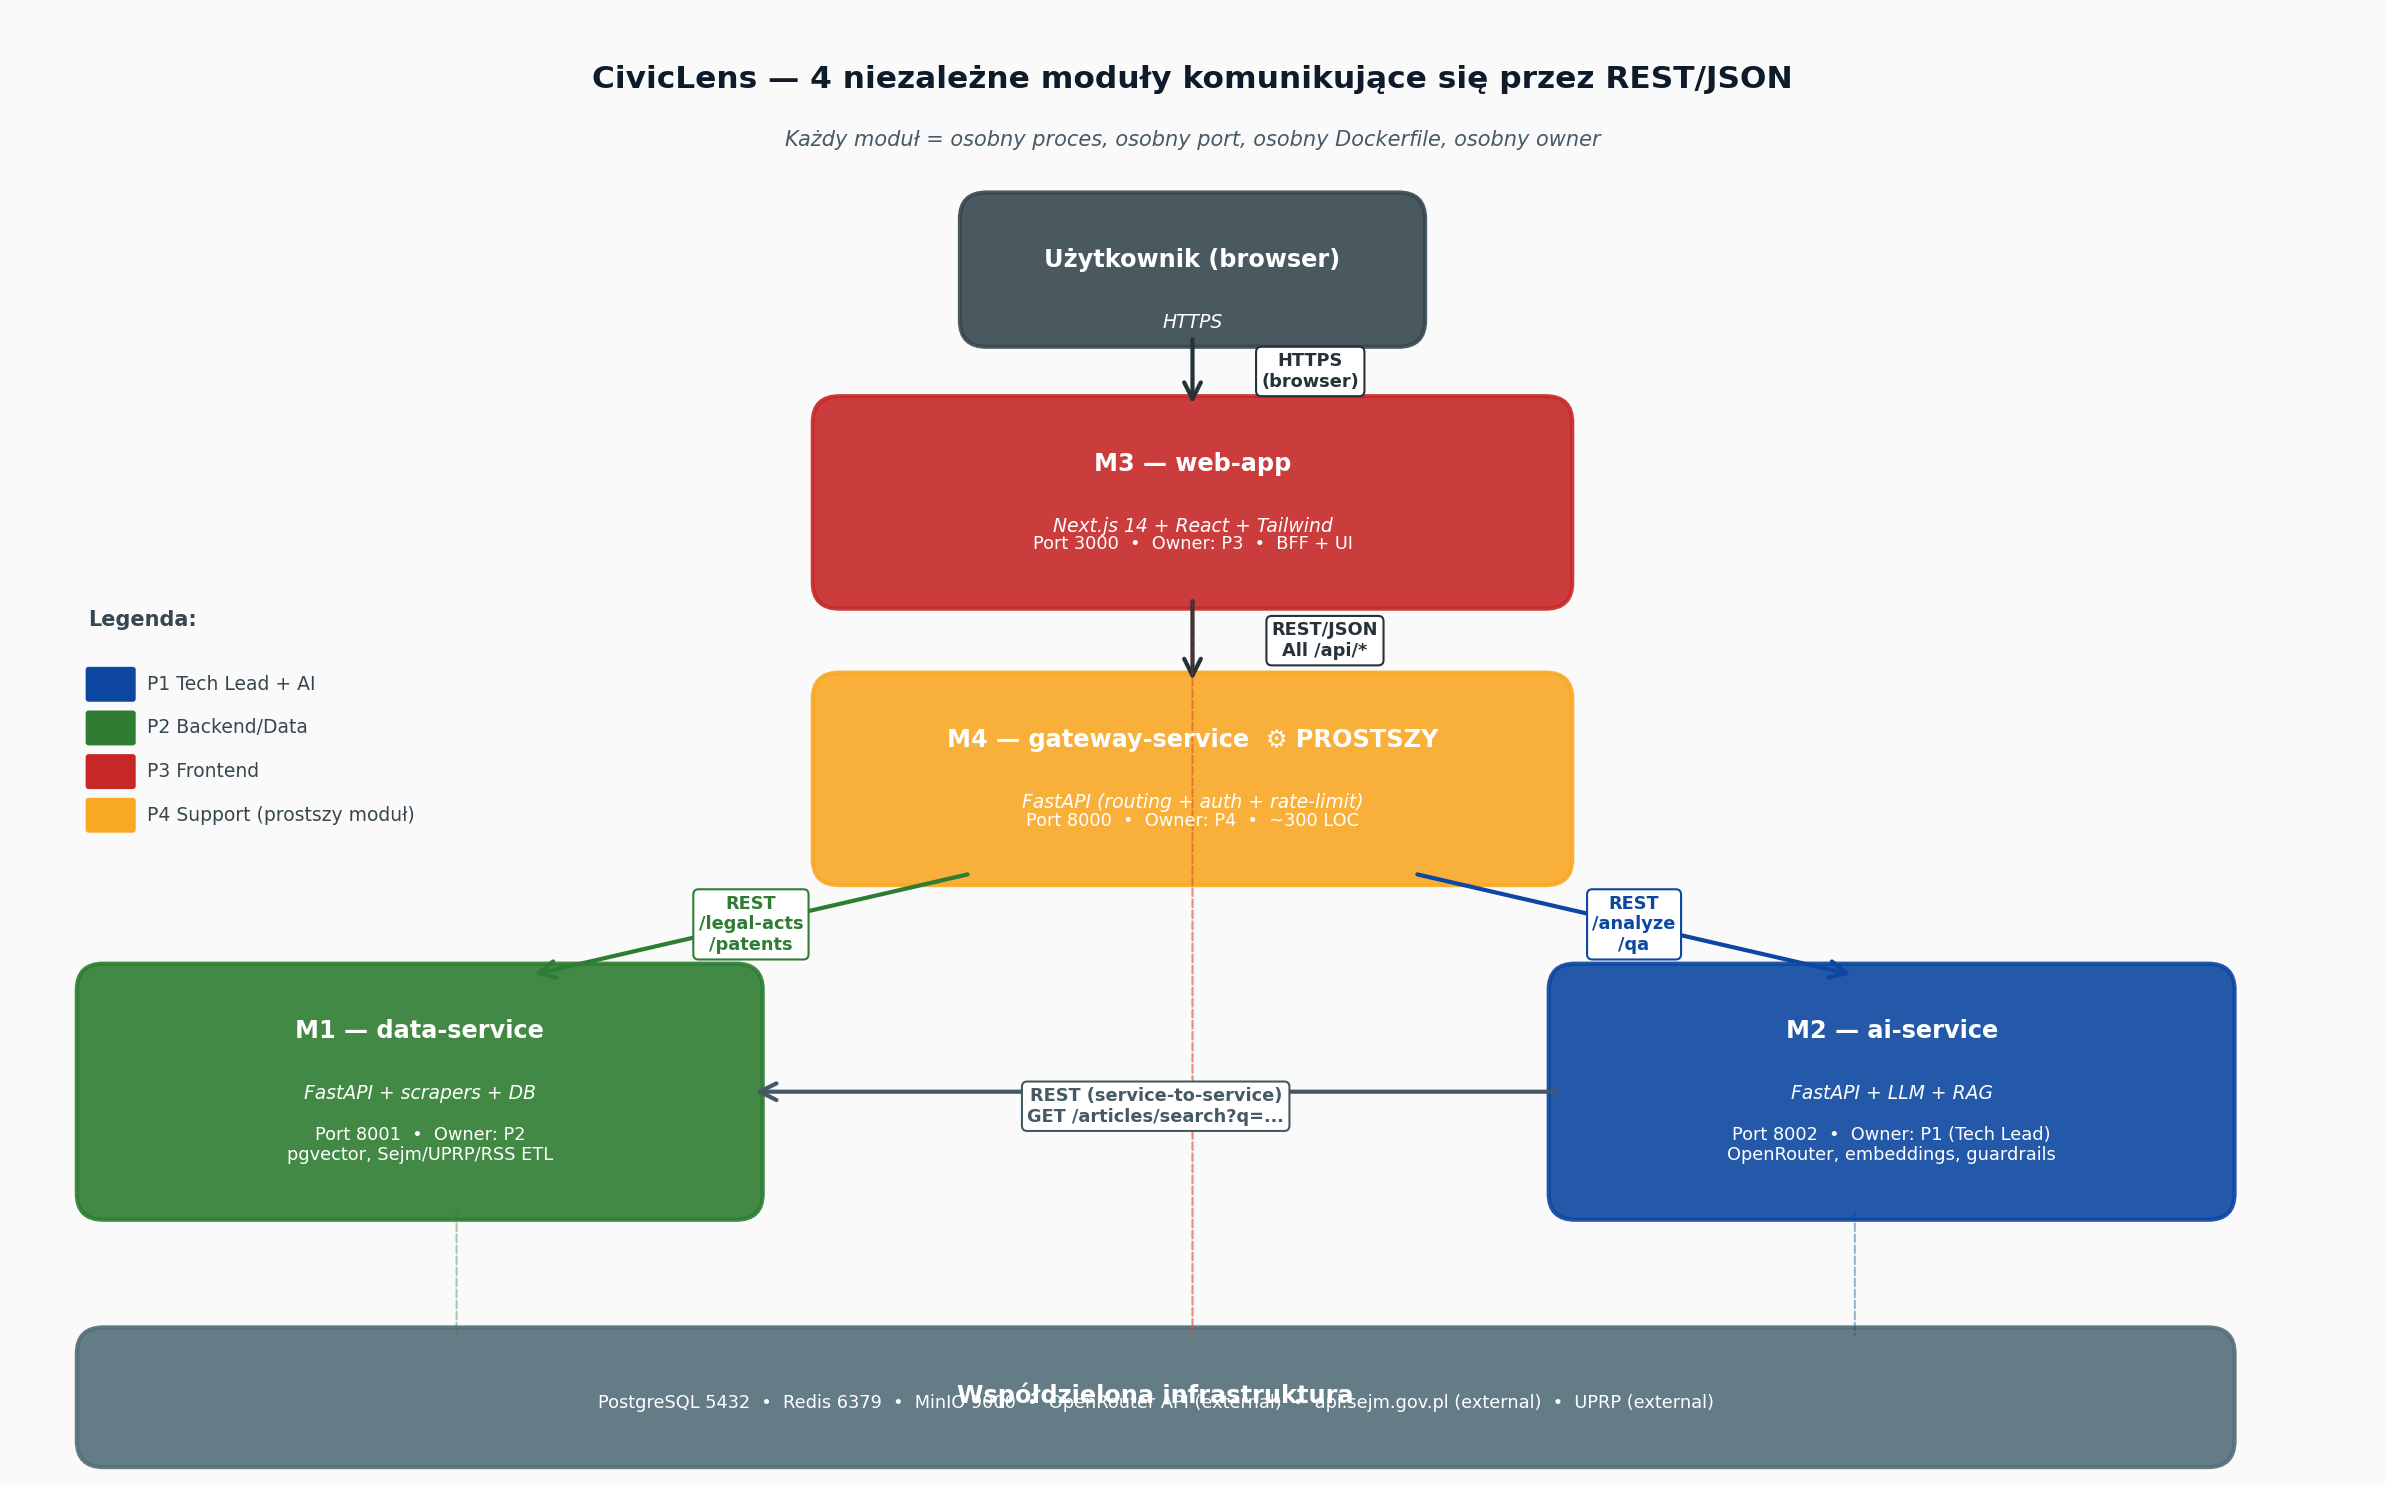 CivicLens — 4 niezależne moduły komunikujące się przez REST/JSON
Każdy moduł = osobny proces, osobny port, osobny Dockerfile, osobny owner
Użytkownik (browser)
HTTPS
HTTPS
(browser)
M3 — web-app
Next.js 14 + React + Tailwind
Port 3000 • Owner: P3 • BFF + UI
REST/JSON
All /api/*
Legenda:
P1 Tech Lead + AI
P2 Backend/Data
P3 Frontend
P4 Support (prostszy moduł)
M4 — gateway-service ⚙ PROSTSZY
FastAPI (routing + auth + rate-limit)
Port 8000 • Owner: P4 • ~300 LOC
REST
/legal-acts
/patents
REST
/analyze
/qa
M1 — data-service
FastAPI + scrapers + DB
Port 8001 • Owner: P2
pgvector, Sejm/UPRP/RSS ETL
REST (service-to-service)
GET /articles/search?q=...
M2 — ai-service
FastAPI + LLM + RAG
Port 8002 • Owner: P1 (Tech Lead)
OpenRouter, embeddings, guardrails
Współdzielona infrastruktura
PostgreSQL 5432 • Redis 6379 • MinIO 9000 • OpenRouter API (external) • api.sejm.gov.pl (external) • UPRP (external)